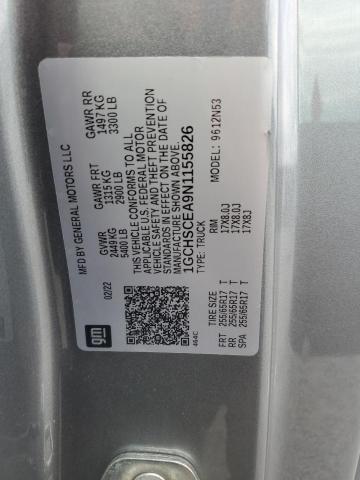 MFD BY GENERAL MOTORS LLC
02/22
GVWR
2449KG
5400 LB
GAWR FRT
1315 KG
2900 LB
GAWR RR
1497 KG
3300 LB
THIS VEHICLE CONFORMS TO ALL
APPLICABLE U.S. FEDERAL MOTOR
VEHICLE SAFETY AND THEFT PREVENTION
STANDARDS IN EFFECT ON THE DATE OF
MANUFACTURE SHOWN ABOVE.
1GCHSCEA9N1155826
TYPE: TRUCK
MODEL: 9612N53
gm
464C
TIRE SIZE RIM
FRT 255/65R17 T 17X8.0J
RR 255/65R17 T 17X8.0J
SPA 255/65R17 T 17X8J